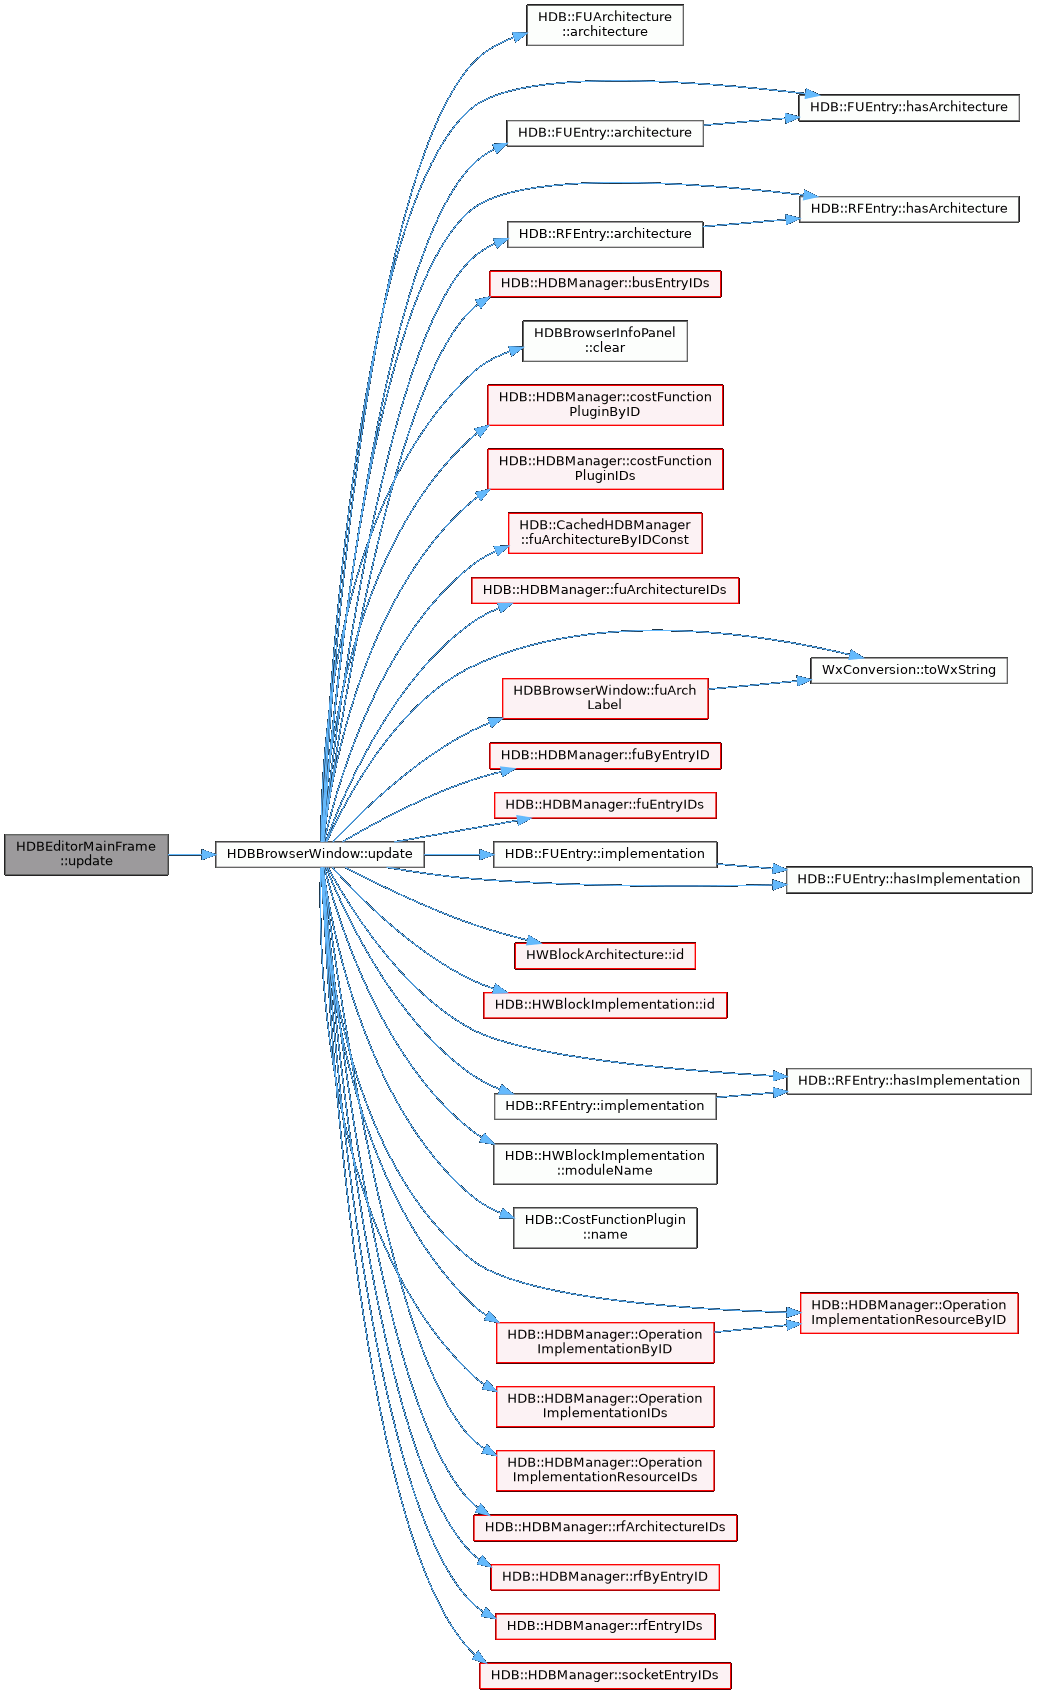 HDB::FUArchitecture
::architecture
HDB::FUEntry::hasArchitecture
HDB::FUEntry::architecture
HDB::RFEntry::hasArchitecture
HDB::RFEntry::architecture
HDB::HDBManager::busEntryIDs
HDBBrowserInfoPanel
::clear
HDB::HDBManager::costFunction
PluginByID
HDB::HDBManager::costFunction
PluginIDs
HDB::CachedHDBManager
::fuArchitectureByIDConst
HDB::HDBManager::fuArchitectureIDs
WxConversion::toWxString
HDBBrowserWindow::fuArch
Label
HDB::HDBManager::fuByEntryID
HDB::HDBManager::fuEntryIDs
HDBEditorMainFrame
::update
HDBBrowserWindow::update
HDB::FUEntry::implementation
HDB::FUEntry::hasImplementation
HWBlockArchitecture::id
HDB::HWBlockImplementation::id
HDB::RFEntry::hasImplementation
HDB::RFEntry::implementation
HDB::HWBlockImplementation
::moduleName
HDB::CostFunctionPlugin
::name
HDB::HDBManager::Operation
ImplementationResourceByID
HDB::HDBManager::Operation
ImplementationByID
HDB::HDBManager::Operation
ImplementationIDs
HDB::HDBManager::Operation
ImplementationResourceIDs
HDB::HDBManager::rfArchitectureIDs
HDB::HDBManager::rfByEntryID
HDB::HDBManager::rfEntryIDs
HDB::HDBManager::socketEntryIDs